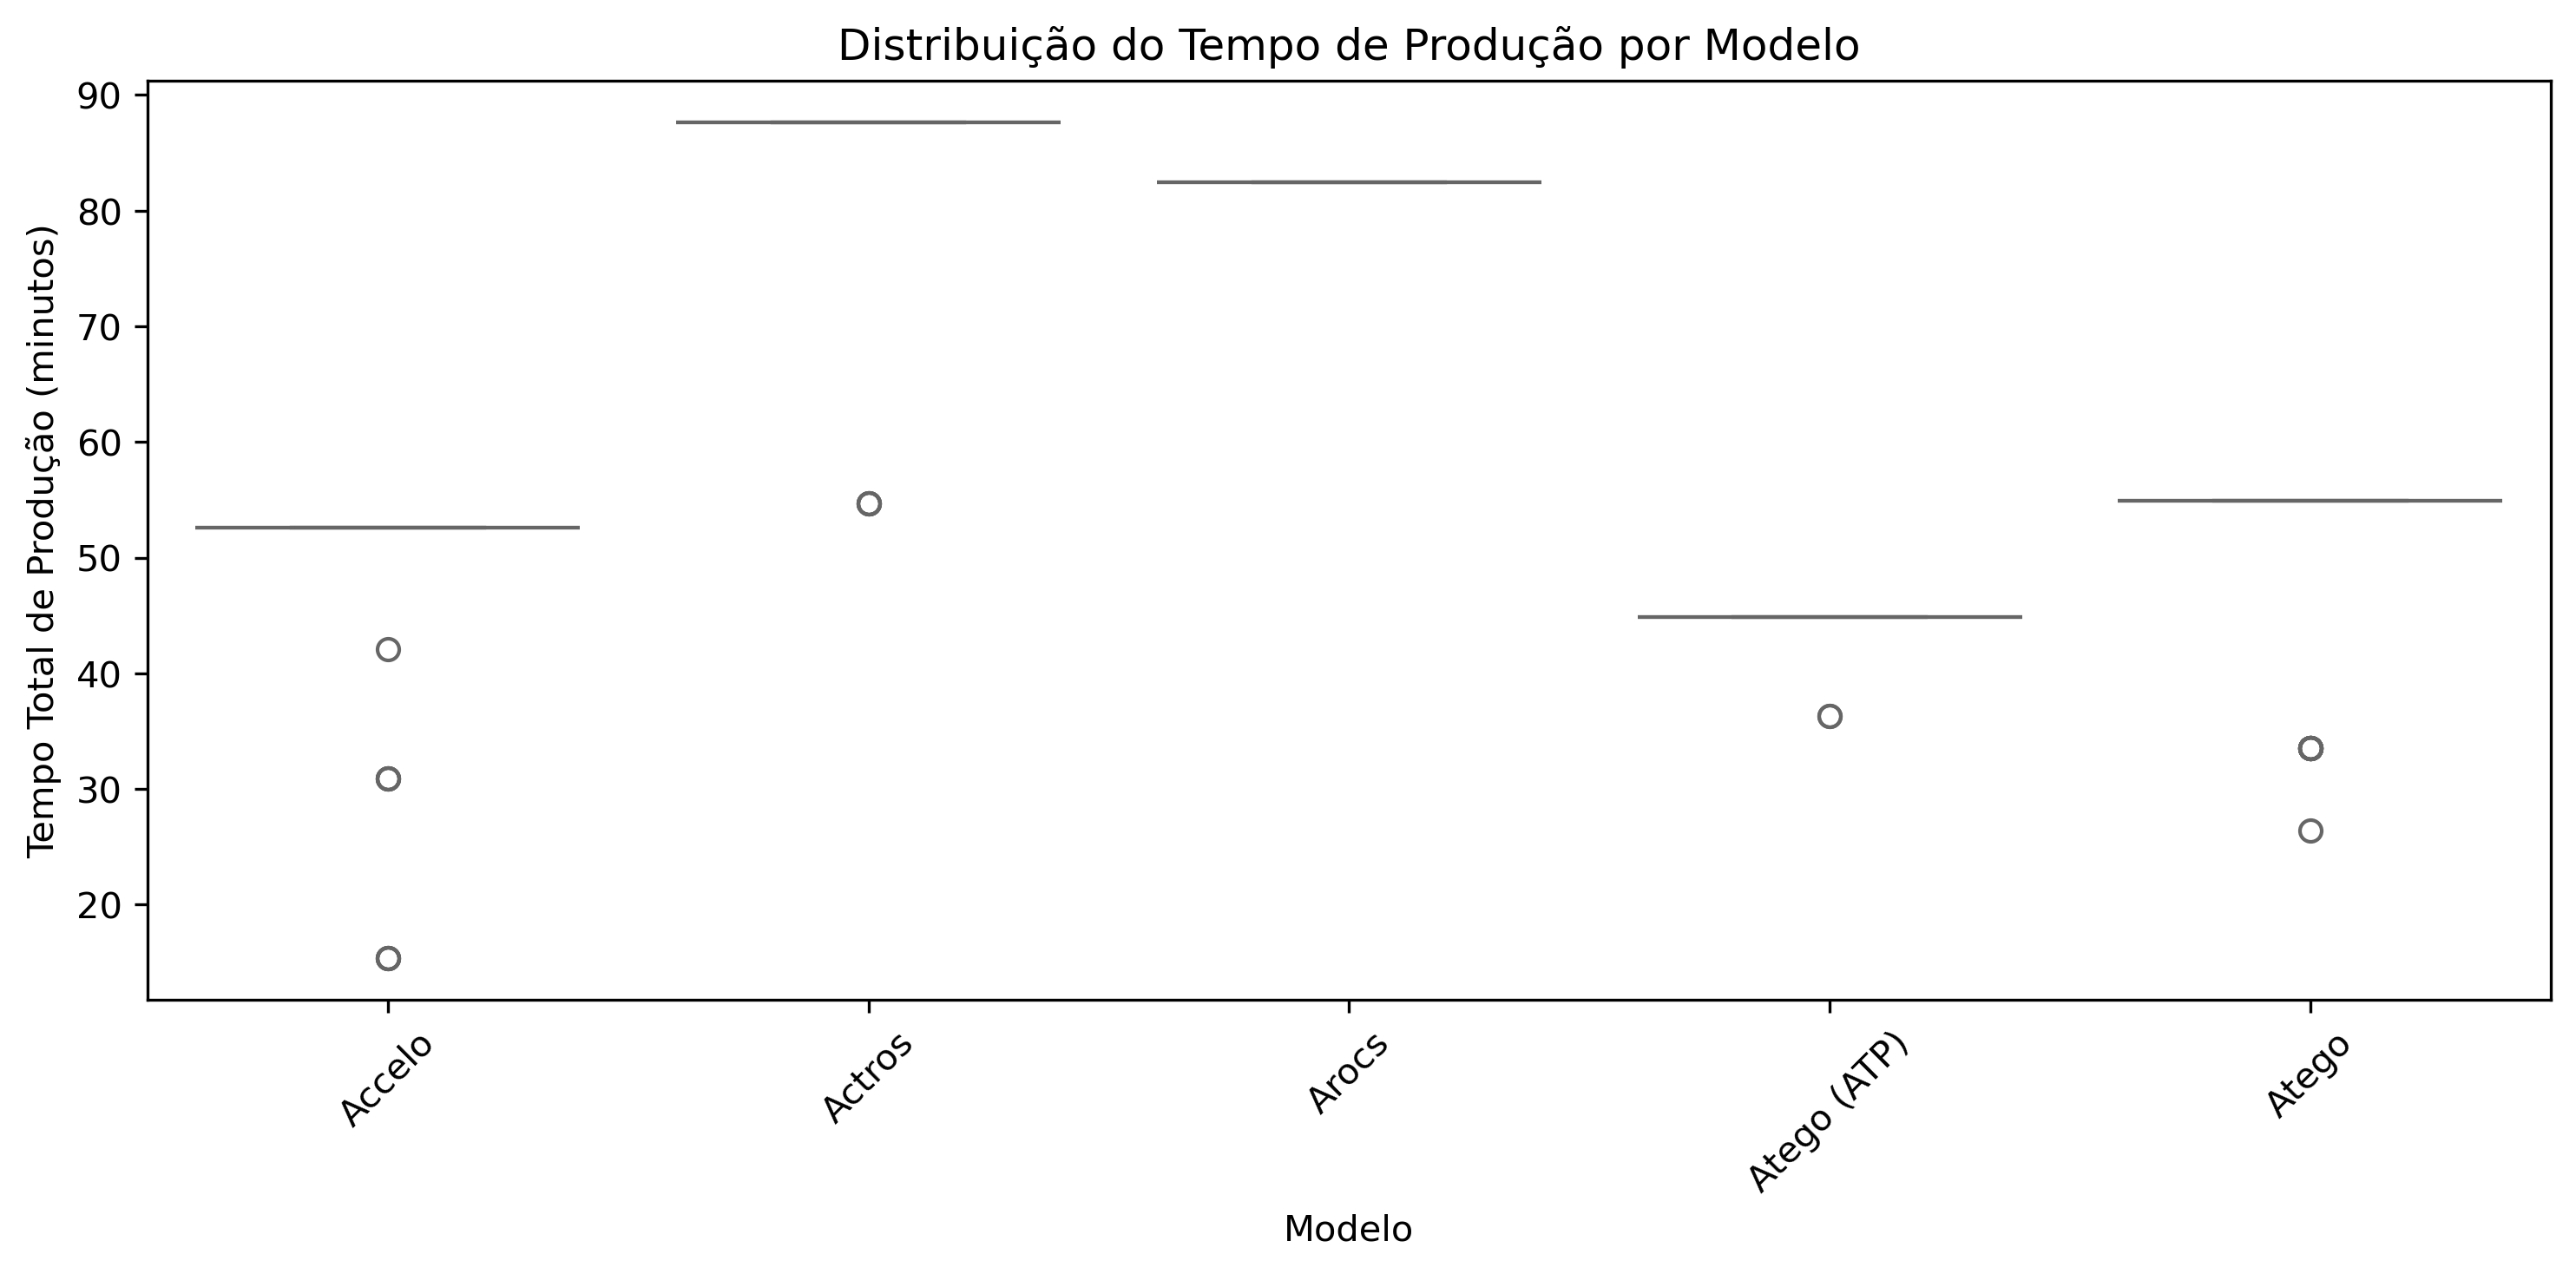 Distribuição do Tempo de Produção por Modelo
Tempo Total de Produção (minutos)
90
80
70
60
50
40
30
20
Accelo
Actros
Arocs
Atego (ATP)
Atego
Modelo